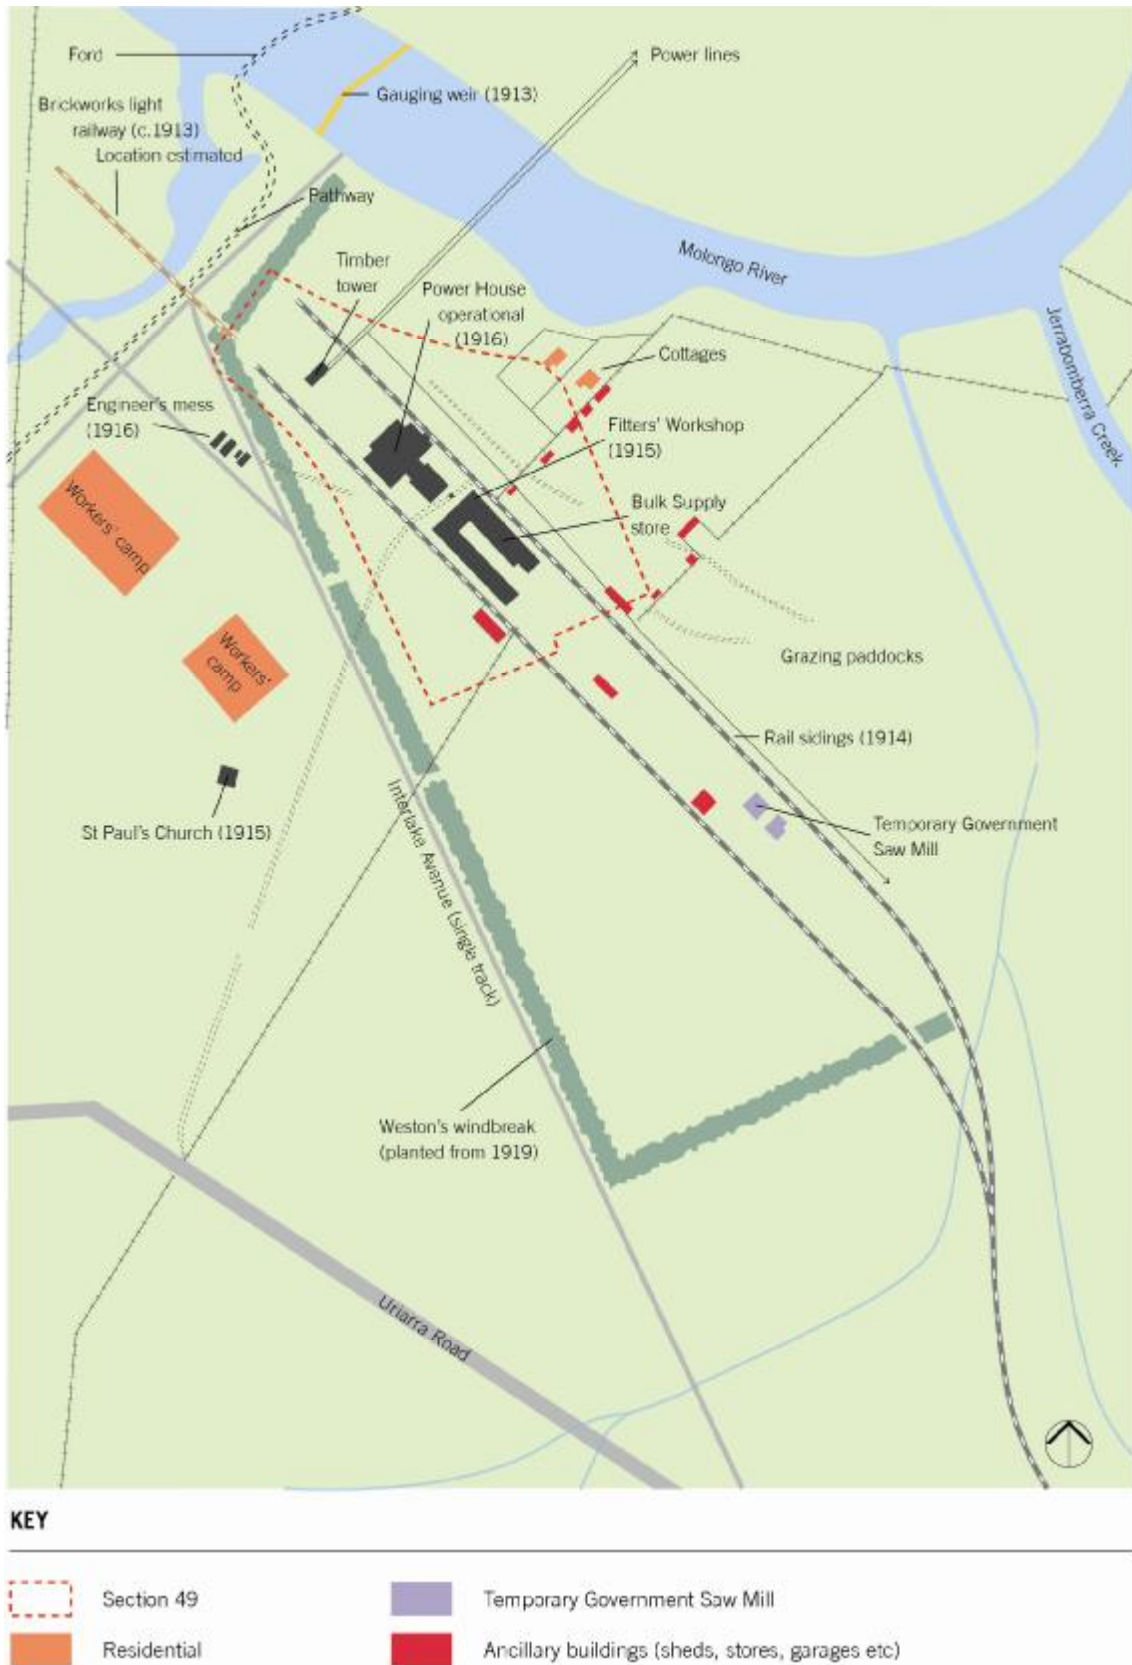 Ford
Power lines
Gauging weir (1913)
Brickworks light
railway (c.1913)
Location estimated
Pathway
Molongo River
Timber
tower
Power House
operational
(1916)
Jerrabomberra Creek
Cottages
Engineer's mess
(1916)
Fitters' Workshop
(1915)
Workers' camp
Bulk Supply
store
Workers'
camp
Grazing paddocks
Rail sidings (1914)
St Paul's Church (1915)
Interlake Avenue (single track)
Temporary Government
Saw Mill
Weston's windbreak
(planted from 1919)
Uriarra Road
KEY
Section 49
Temporary Government Saw Mill
Residential
Ancillary buildings (sheds, stores, garages etc)